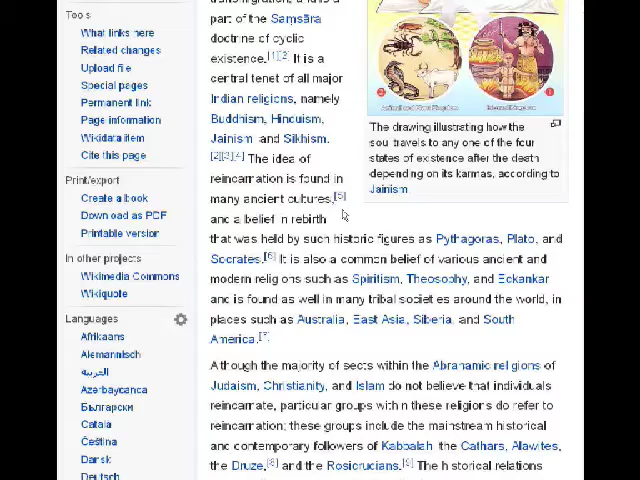 Tools
What links here
Related changes
Upload file
Special pages
Permanent link
Page information
Wikidata item
Cite this page
Print/export
Create a book
Download as PDF
Printable version
In other projects
Wikimedia Commons
Wikiquote
Languages
Afrikaans
Alemannisch
العربية
Azərbaycanca
Български
Català
Čeština
Dansk
Deutsch
part of the Saṃsāra
doctrine of cyclic
existence.[1][2] It is a
central tenet of all major
Indian religions, namely
Buddhism, Hinduism,
Jainism and Sikhism.
[2][3][4] The idea of
reincarnation is found in
many ancient cultures,[5]
and a belief in rebirth
that was held by such historic figures as Pythagoras, Plato, and
Socrates.[6] It is also a common belief of various ancient and
modern religions such as Spiritism, Theosophy, and Eckankar
and is found as well in many tribal societies around the world, in
places such as Australia, East Asia, Siberia, and South
America.[7]
Although the majority of sects within the Abrahamic religions of
Judaism, Christianity, and Islam do not believe that individuals
reincarnate, particular groups within these religions do refer to
reincarnation; these groups include the mainstream historical
and contemporary followers of Kabbalah the Cathars, Alawites,
the Druze,[8] and the Rosicrucians.[9] The historical relations
The drawing illustrating how the
soul travels to any one of the four
states of existence after the death
depending on its karmas, according to
Jainism